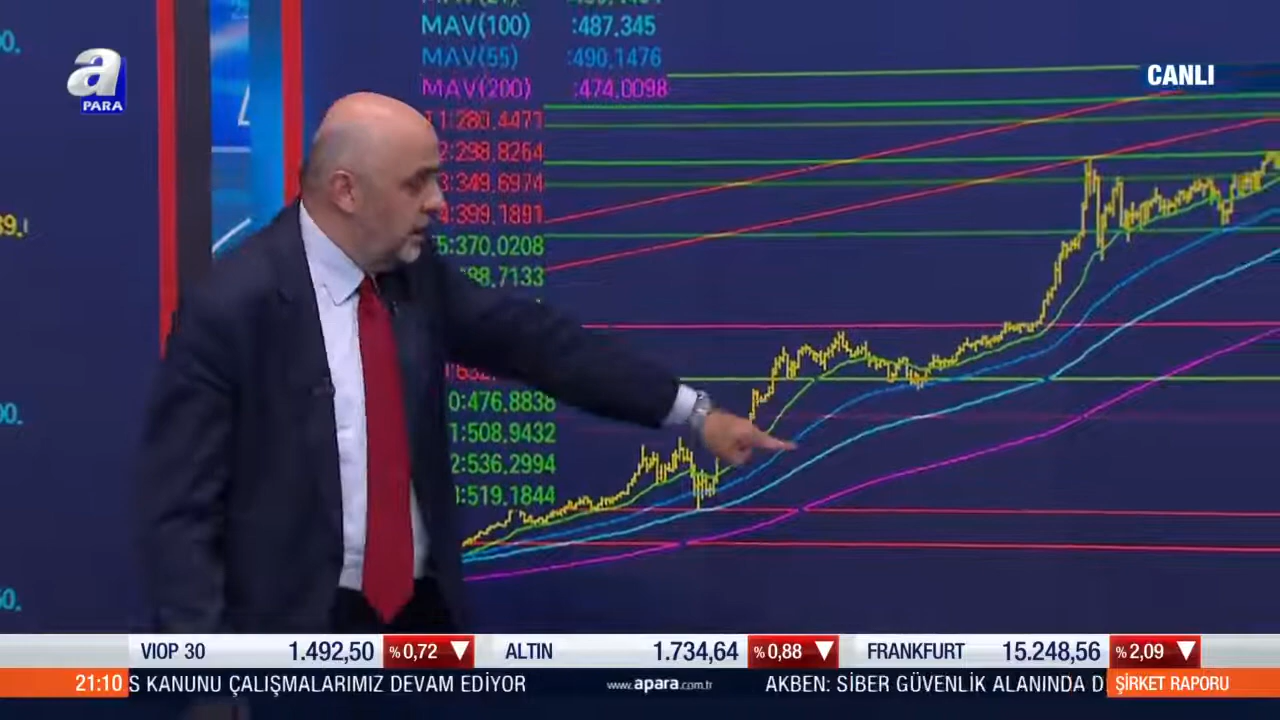 MAV(100) :487.345
MAV(55) :490.1476
MAV(200) :474.0098
1:280.4471
2:298.8264
3:349.6974
4:399.1891
5:370.0208
88.7133
0:476.8838
1:508.9432
2:536.2994
:519.1844
a
PARA
CANLI
VIOP 30 1.492,50 %0,72
ALTIN 1.734,64 %0,88
FRANKFURT 15.248,56 %2,09
21:10 S KANUNU ÇALIŞMALARIMIZ DEVAM EDİYOR www.apara.com.tr AKBEN: SİBER GÜVENLİK ALANINDA D ŞİRKET RAPORU